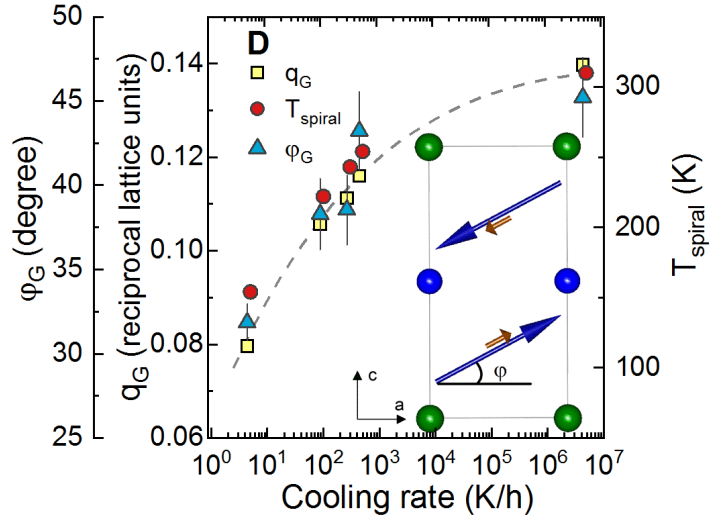 D
q_G
T_spiral
φ_G
φ_G (degree)
50
45
40
35
30
25
q_G (reciprocal lattice units)
0.14
0.12
0.10
0.08
0.06
T_spiral (K)
300
200
100
φ
c
a
10^0 10^1 10^2 10^3 10^4 10^5 10^6 10^7
Cooling rate (K/h)